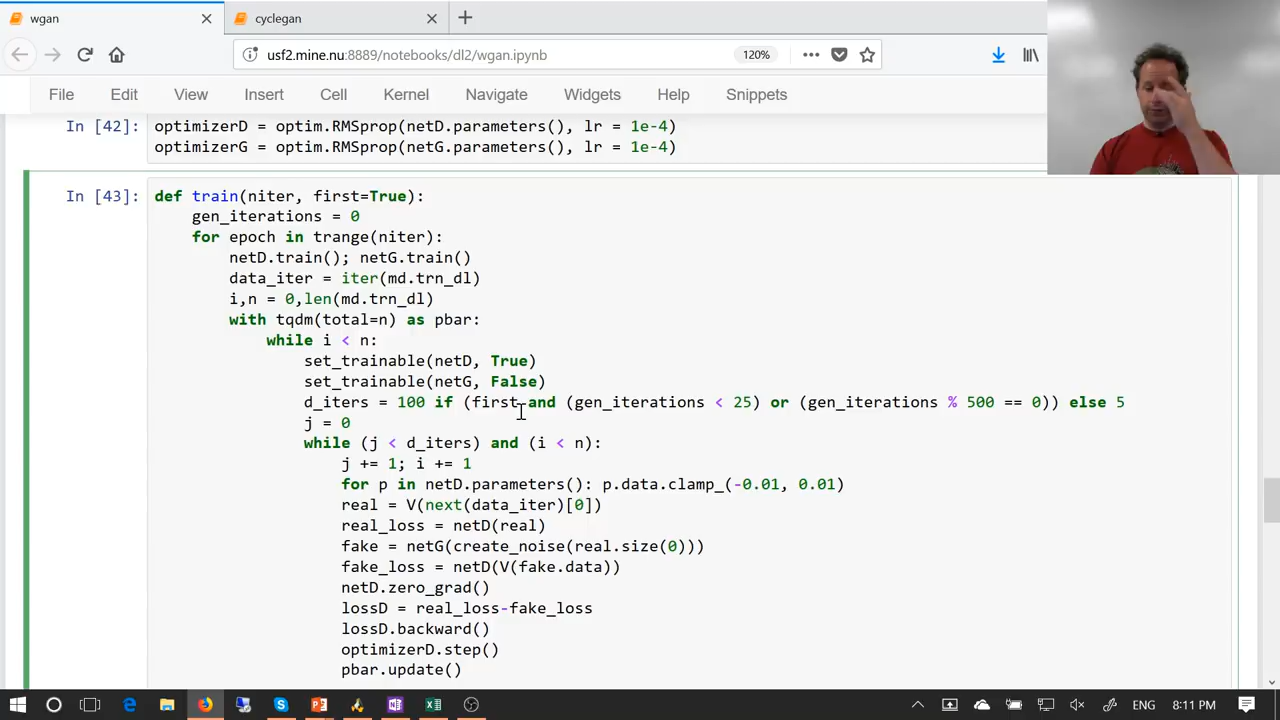 wgan
cyclegan
usf2.mine.nu:8889/notebooks/dl2/wgan.ipynb
120%
File Edit View Insert Cell Kernel Navigate Widgets Help Snippets
In [42]: optimizerD = optim.RMSprop(netD.parameters(), lr = 1e-4)
optimizerG = optim.RMSprop(netG.parameters(), lr = 1e-4)
In [43]: def train(niter, first=True):
gen_iterations = 0
for epoch in trange(niter):
netD.train(); netG.train()
data_iter = iter(md.trn_dl)
i,n = 0,len(md.trn_dl)
with tqdm(total=n) as pbar:
while i < n:
set_trainable(netD, True)
set_trainable(netG, False)
d_iters = 100 if (first and (gen_iterations < 25) or (gen_iterations % 500 == 0)) else 5
j = 0
while (j < d_iters) and (i < n):
j += 1; i += 1
for p in netD.parameters(): p.data.clamp_(-0.01, 0.01)
real = V(next(data_iter)[0])
real_loss = netD(real)
fake = netG(create_noise(real.size(0)))
fake_loss = netD(V(fake.data))
netD.zero_grad()
lossD = real_loss-fake_loss
lossD.backward()
optimizerD.step()
pbar.update()
8:11 PM